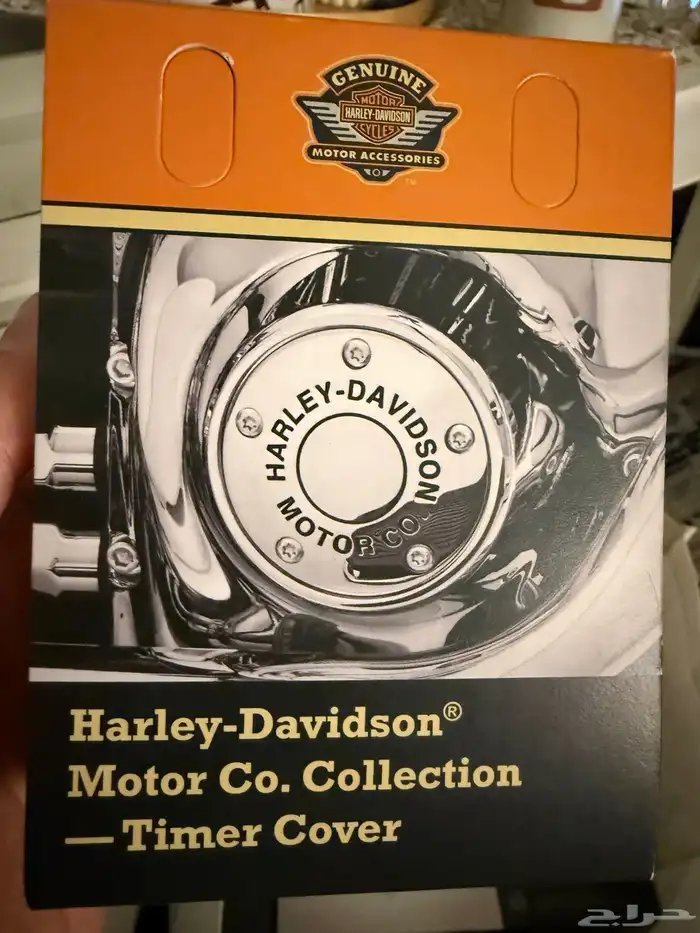 GENUINE
MOTOR
HARLEY-DAVIDSON
CYCLES
MOTOR ACCESSORIES
™
HARLEY-DAVIDSON
MOTOR CO.
Harley-Davidson®
Motor Co. Collection
— Timer Cover
حراج